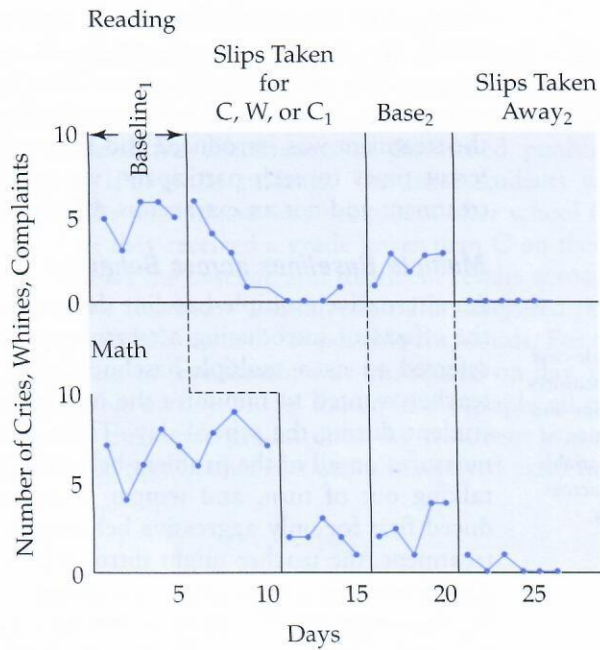 Reading
Slips Taken
for
C, W, or C₁
Base₂
Slips Taken
Away₂
Baseline₁
10
5
0
Math
10
5
0
5
10
15
20
25
Days
Number of Cries, Whines, Complaints